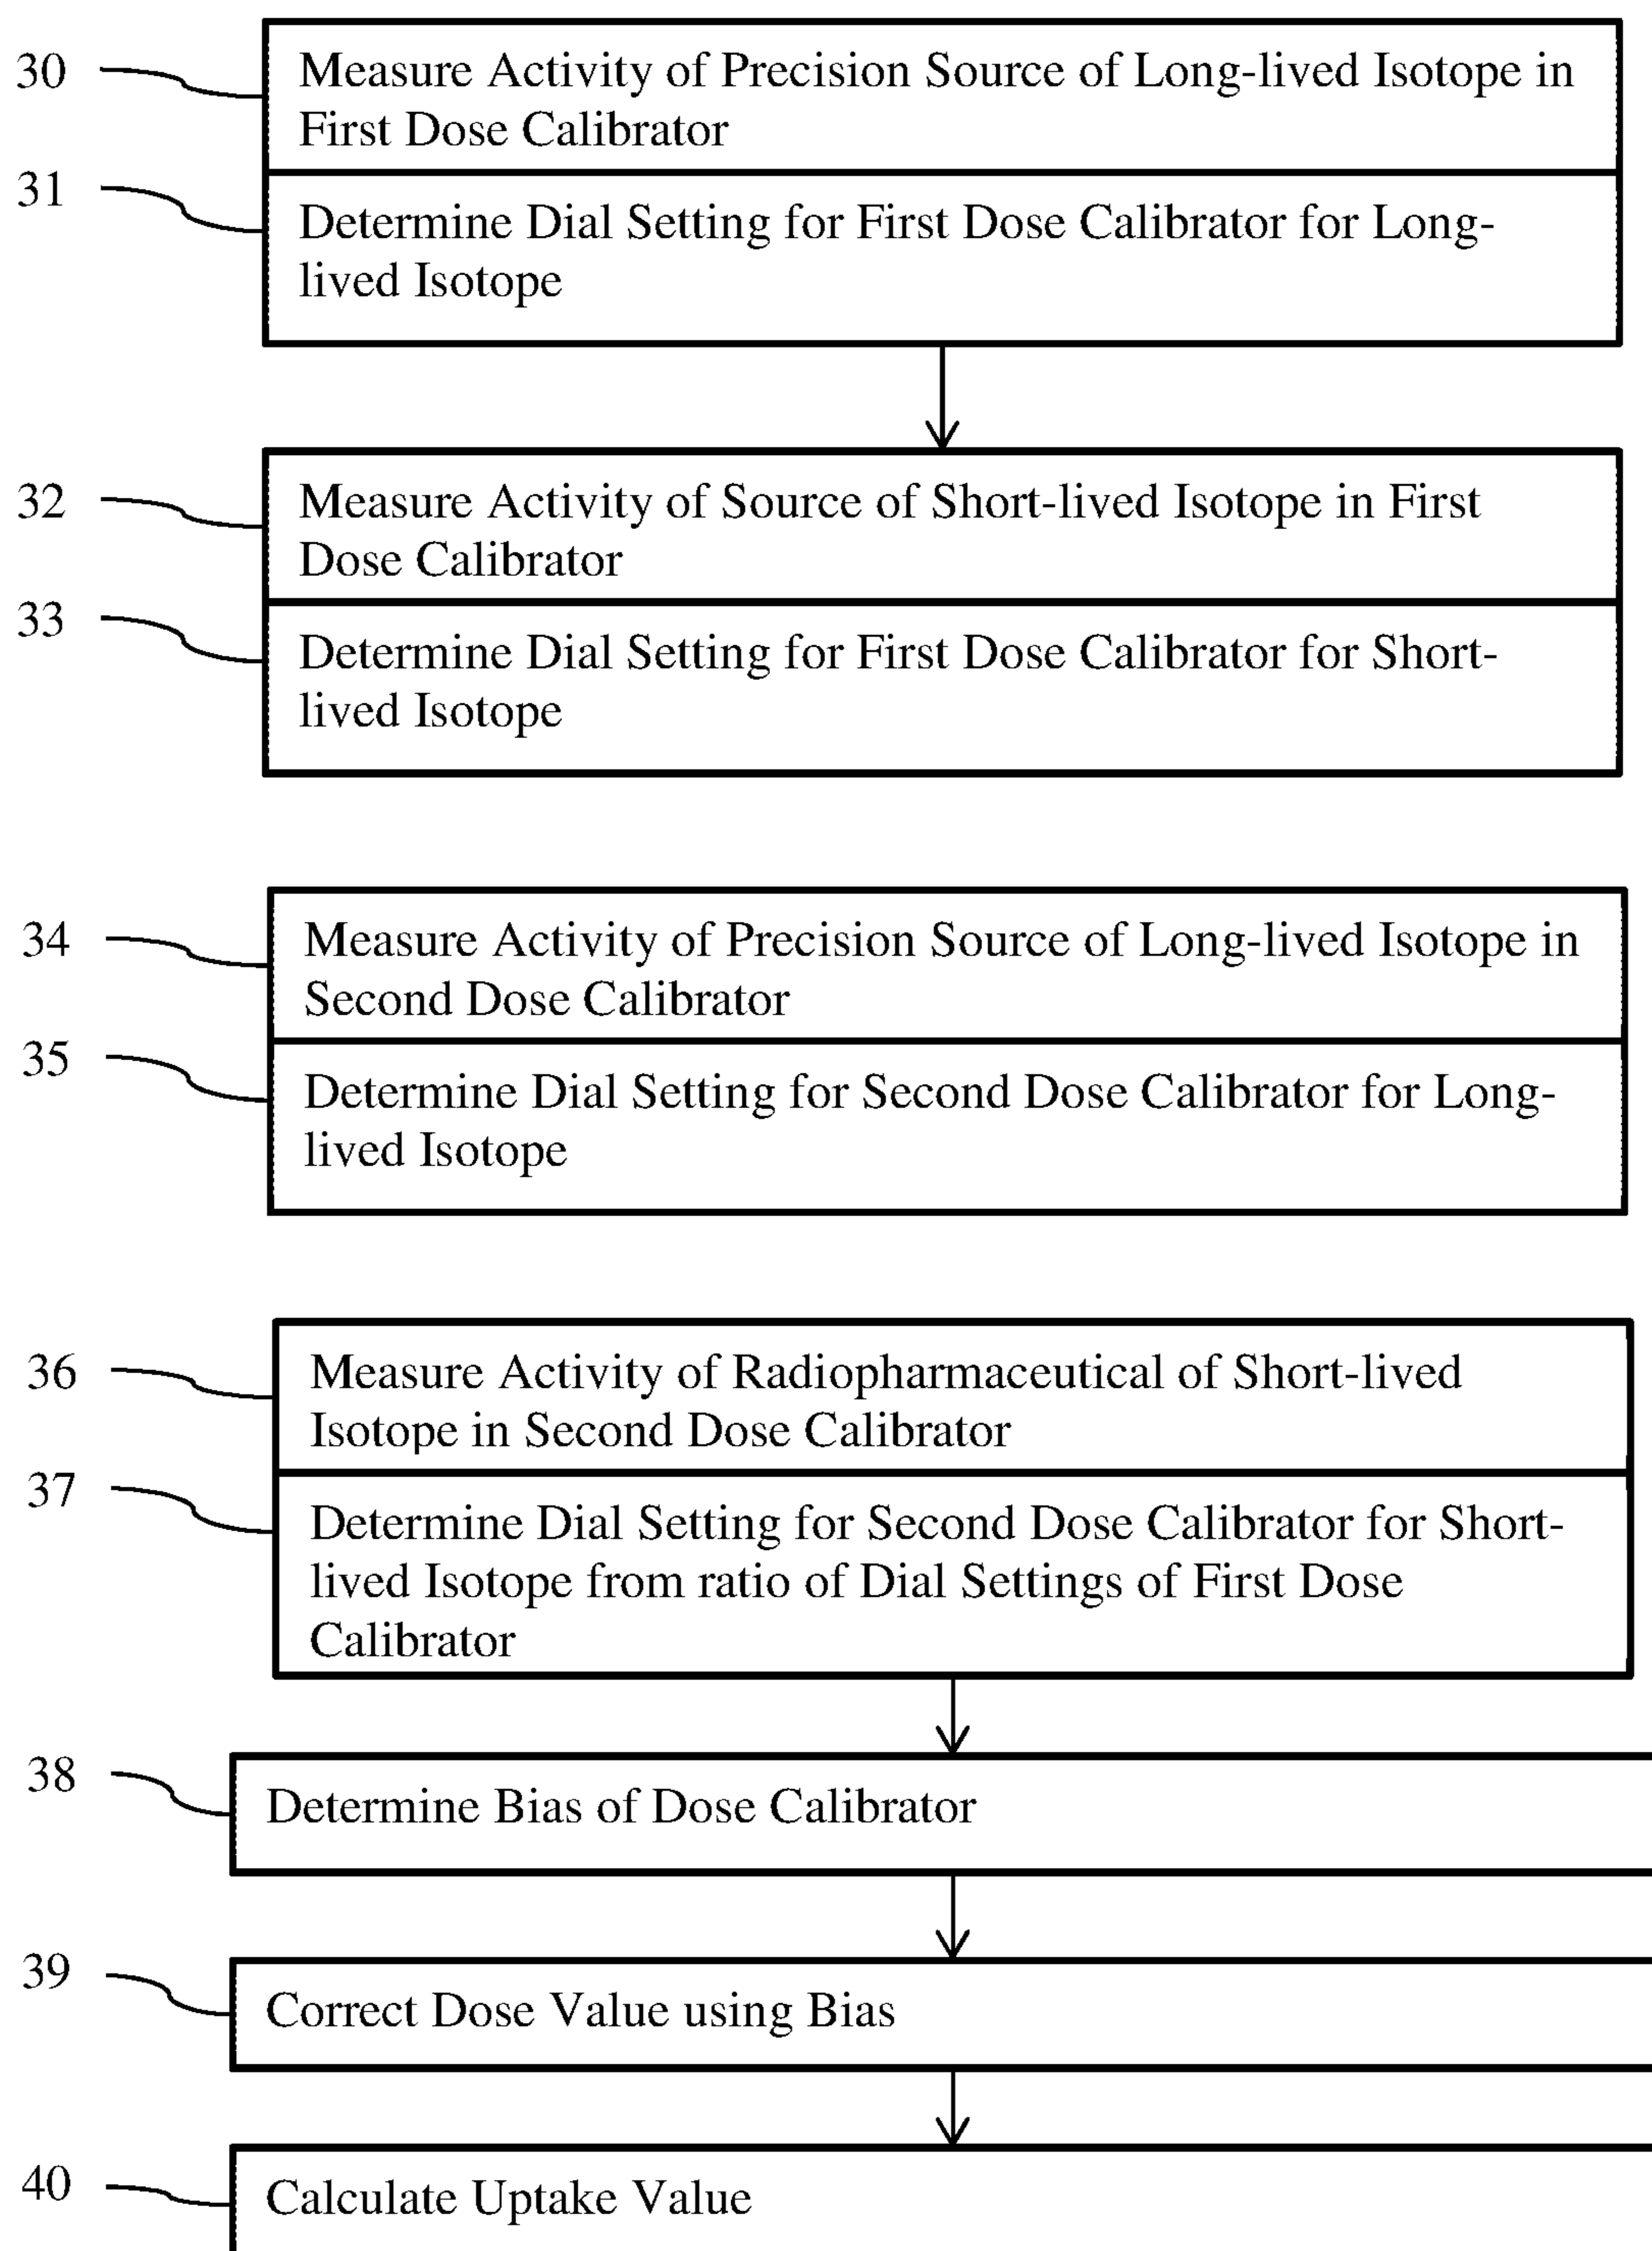 30
Measure Activity of Precision Source of Long-lived Isotope in
First Dose Calibrator
31
Determine Dial Setting for First Dose Calibrator for Long-
lived Isotope
32
Measure Activity of Source of Short-lived Isotope in First
Dose Calibrator
33
Determine Dial Setting for First Dose Calibrator for Short-
lived Isotope
34
Measure Activity of Precision Source of Long-lived Isotope in
Second Dose Calibrator
35
Determine Dial Setting for Second Dose Calibrator for Long-
lived Isotope
36
Measure Activity of Radiopharmaceutical of Short-lived
Isotope in Second Dose Calibrator
37
Determine Dial Setting for Second Dose Calibrator for Short-
lived Isotope from ratio of Dial Settings of First Dose
Calibrator
38
Determine Bias of Dose Calibrator
39
Correct Dose Value using Bias
40
Calculate Uptake Value